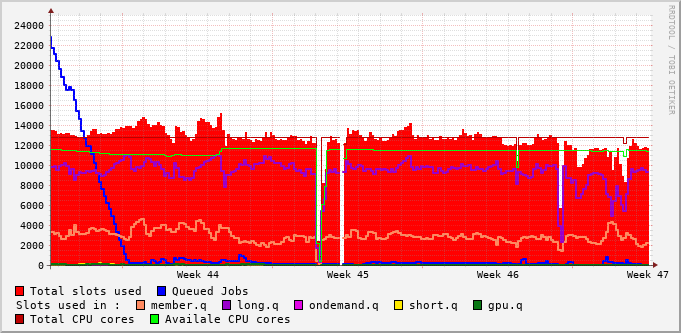 RRDTOOL / TOBI OETIKER
24000
22000
20000
18000
16000
14000
12000
10000
8000
6000
4000
2000
0
Week 44 Week 45 Week 46 Week 47
Total slots used Queued Jobs
Slots used in : member.q long.q ondemand.q short.q gpu.q
Total CPU cores Availale CPU cores